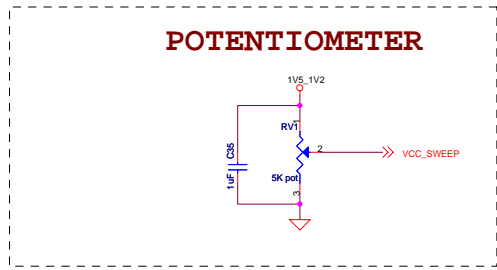 POTENTIOMETER
1V5_1V2
1
RV1
C35
2
VCC_SWEEP
1uF
5K pot
3